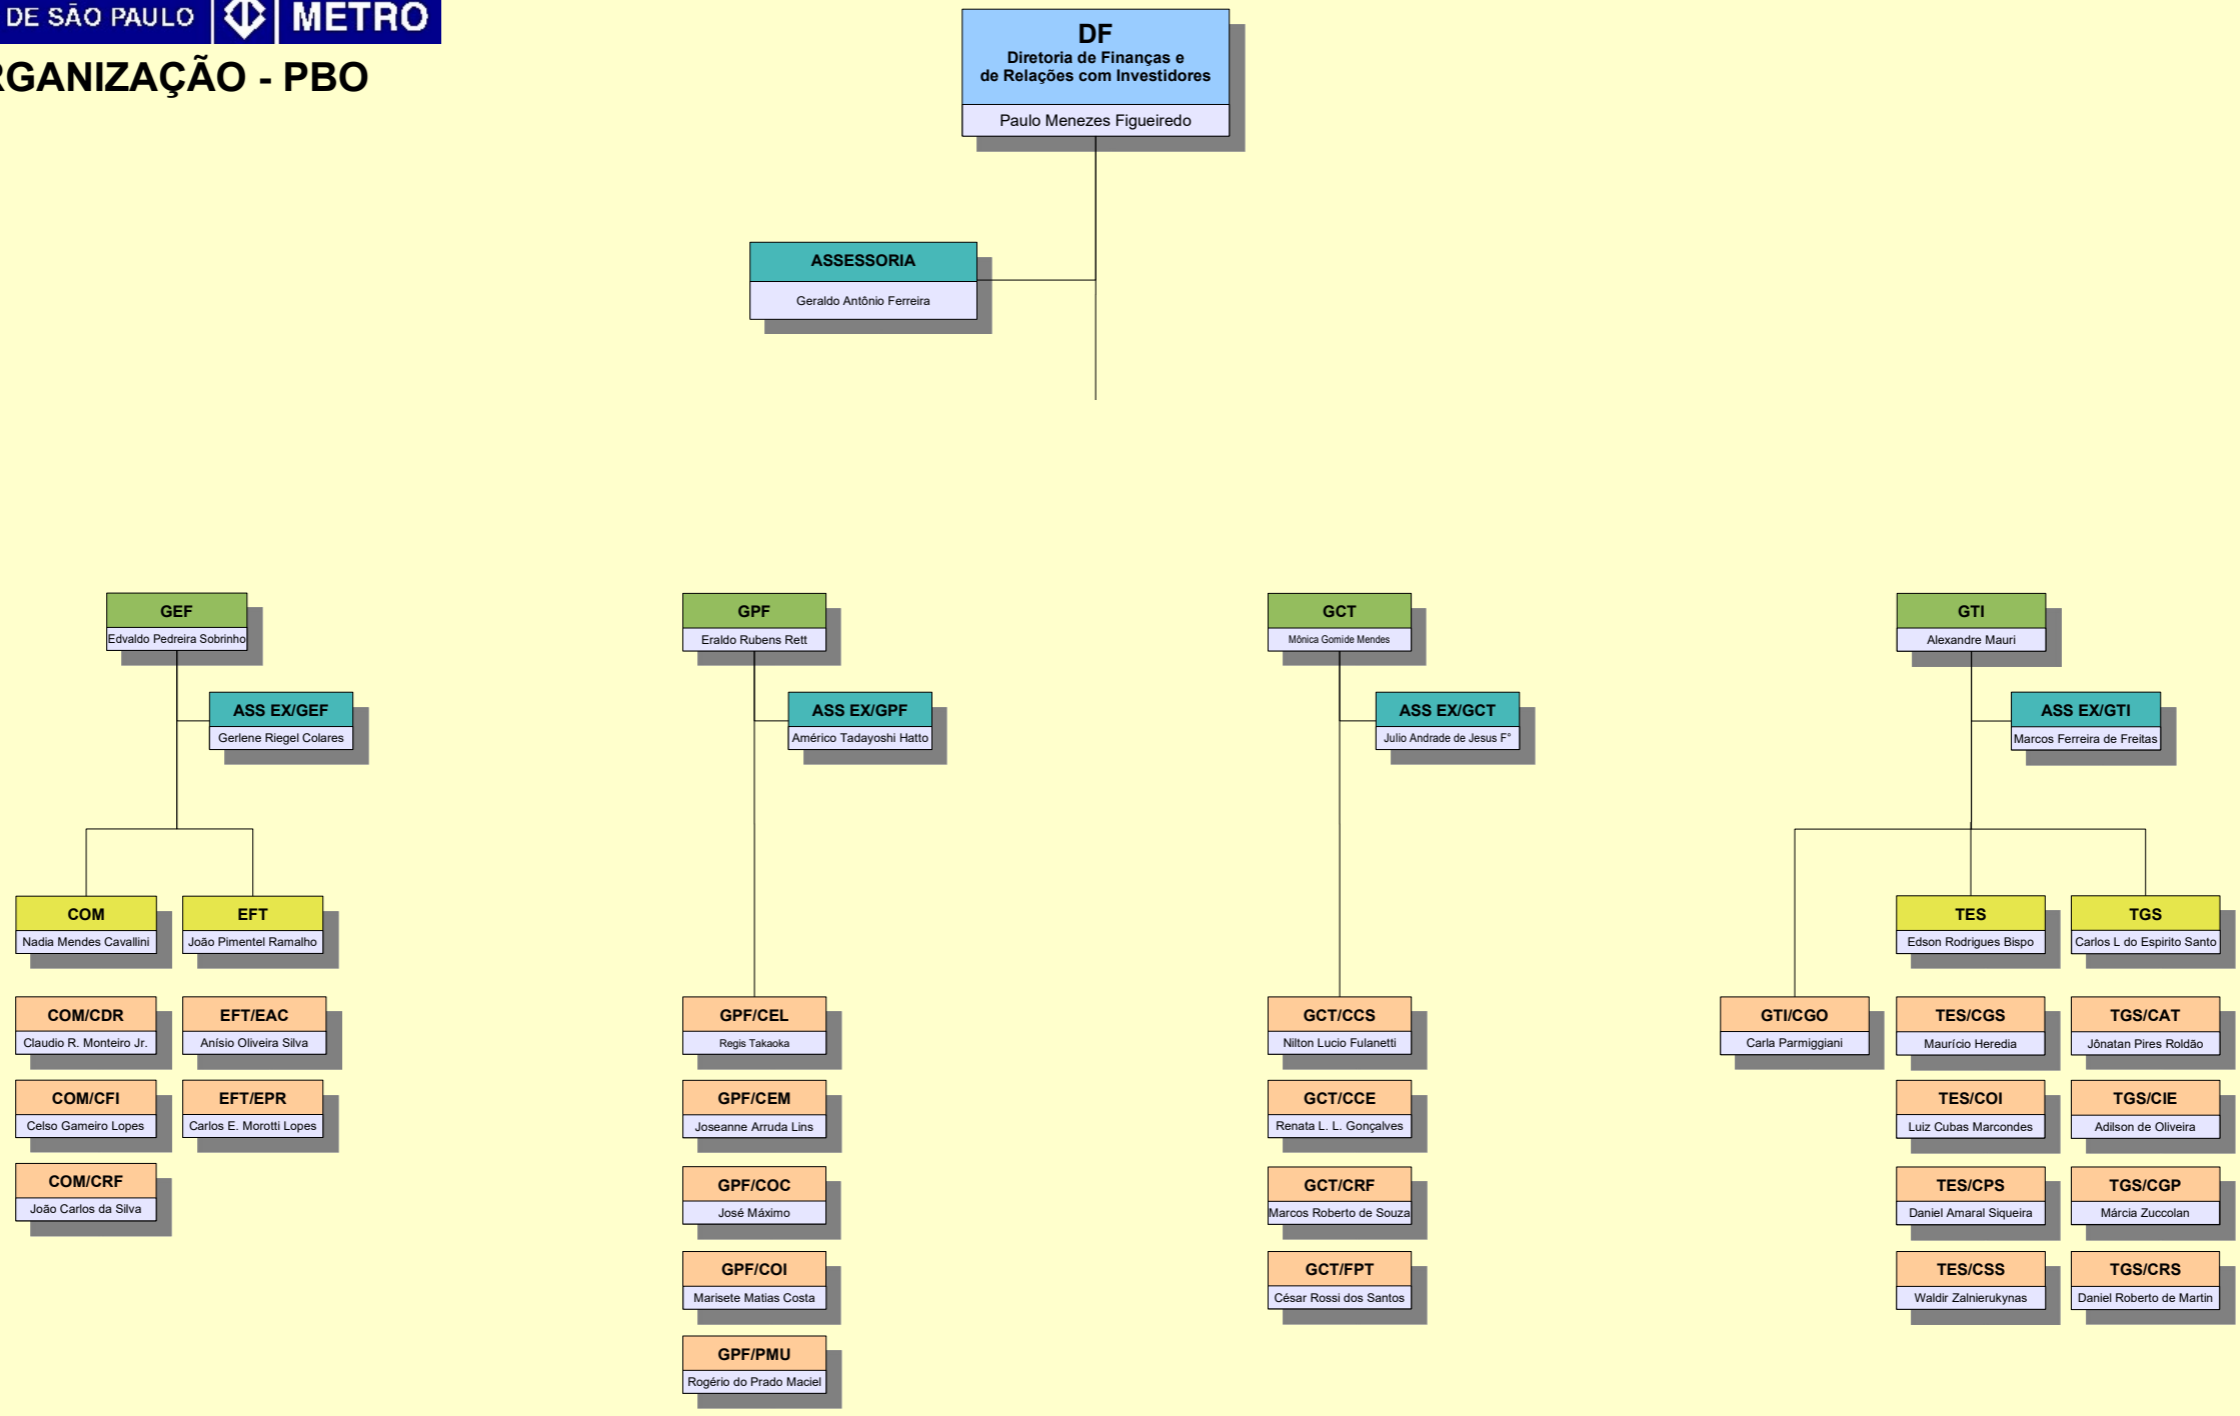 DE SÃO PAULO METRO
RGANIZAÇÃO - PBO
DF
Diretoria de Finanças e
de Relações com Investidores
Paulo Menezes Figueiredo
ASSESSORIA
Geraldo Antônio Ferreira
GEF
Edvaldo Pedreira Sobrinho
ASS EX/GEF
Gerlene Riegel Colares
COM
Nadia Mendes Cavallini
COM/CDR
Claudio R. Monteiro Jr.
COM/CFI
Celso Gameiro Lopes
COM/CRF
João Carlos da Silva
EFT
João Pimentel Ramalho
EFT/EAC
Anísio Oliveira Silva
EFT/EPR
Carlos E. Morotti Lopes
GPF
Eraldo Rubens Rett
ASS EX/GPF
Américo Tadayoshi Hatto
GPF/CEL
Regis Takaoka
GPF/CEM
Joseanne Arruda Lins
GPF/COC
José Máximo
GPF/COI
Marisete Matias Costa
GPF/PMU
Rogério do Prado Maciel
GCT
Mônica Gomide Mendes
ASS EX/GCT
Julio Andrade de Jesus F°
GCT/CCS
Nilton Lucio Fulanetti
GCT/CCE
Renata L. L. Gonçalves
GCT/CRF
Marcos Roberto de Souza
GCT/FPT
César Rossi dos Santos
GTI
Alexandre Mauri
ASS EX/GTI
Marcos Ferreira de Freitas
GTI/CGO
Carla Parmiggiani
TES
Edson Rodrigues Bispo
TES/CGS
Maurício Heredia
TES/COI
Luiz Cubas Marcondes
TES/CPS
Daniel Amaral Siqueira
TES/CSS
Waldir Zalnierukynas
TGS
Carlos L do Espirito Santo
TGS/CAT
Jônatan Pires Roldão
TGS/CIE
Adilson de Oliveira
TGS/CGP
Márcia Zuccolan
TGS/CRS
Daniel Roberto de Martin